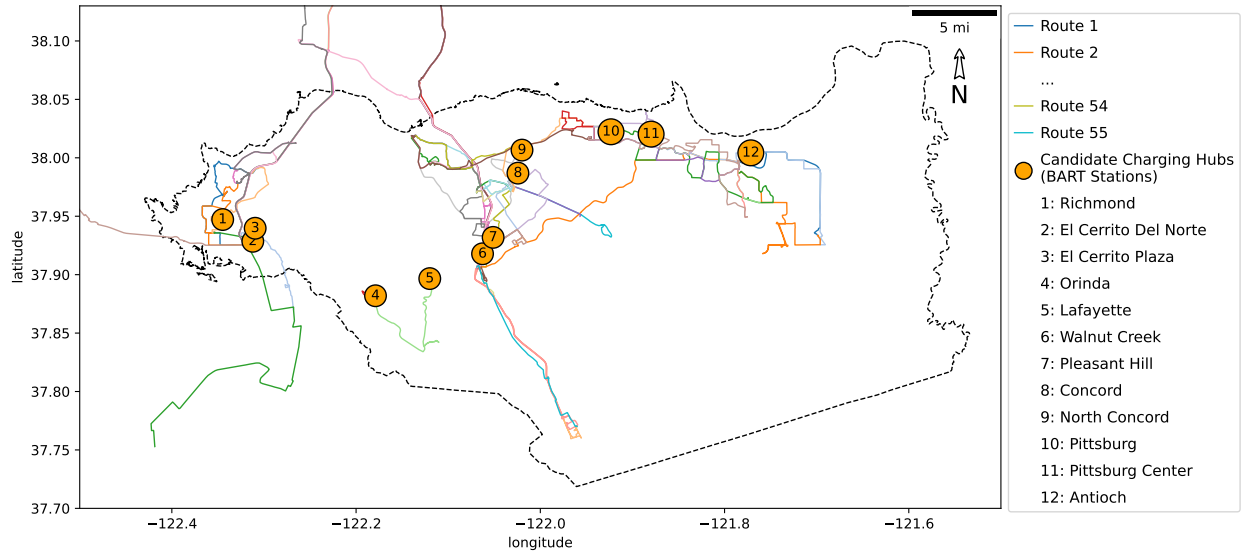 38.10
38.05
38.00
37.95
37.90
37.85
37.80
37.75
37.70
latitude
−122.4
−122.2
−122.0
−121.8
−121.6
longitude
5 mi
N
1
2
3
4
5
6
7
8
9
10
11
12
Route 1
Route 2
...
Route 54
Route 55
Candidate Charging Hubs
(BART Stations)
1: Richmond
2: El Cerrito Del Norte
3: El Cerrito Plaza
4: Orinda
5: Lafayette
6: Walnut Creek
7: Pleasant Hill
8: Concord
9: North Concord
10: Pittsburg
11: Pittsburg Center
12: Antioch